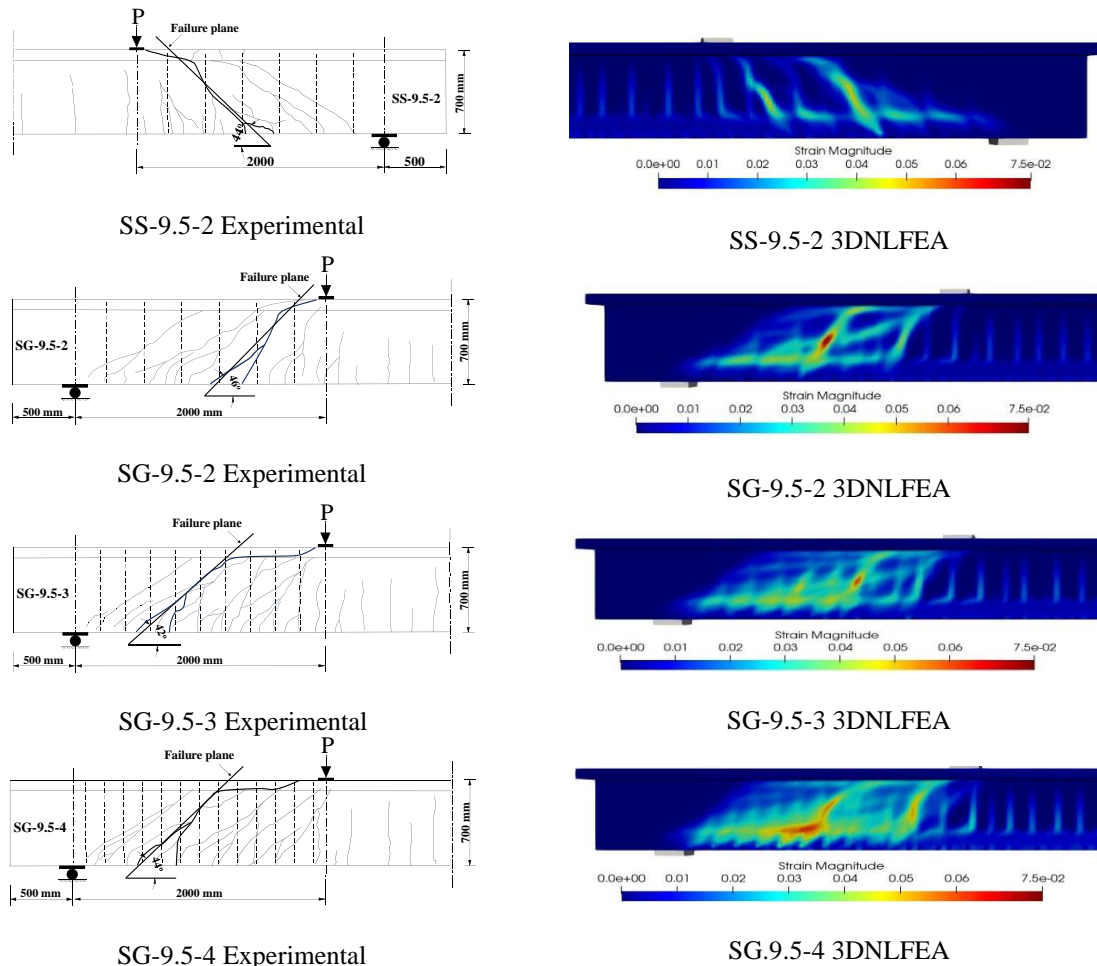 P
Failure plane
SS-9.5-2
700 mm
44°
2000
500
SS-9.5-2 Experimental
Strain Magnitude
0.0e+00 0.01 0.02 0.03 0.04 0.05 0.06 7.5e-02
SS-9.5-2 3DNLFEA
P
Failure plane
SG-9.5-2
700 mm
46°
500 mm
2000 mm
SG-9.5-2 Experimental
Strain Magnitude
0.0e+00 0.01 0.02 0.03 0.04 0.05 0.06 7.5e-02
SG-9.5-2 3DNLFEA
P
Failure plane
SG-9.5-3
700 mm
42°
500 mm
2000 mm
SG-9.5-3 Experimental
Strain Magnitude
0.0e+00 0.01 0.02 0.03 0.04 0.05 0.06 7.5e-02
SG-9.5-3 3DNLFEA
P
Failure plane
SG-9.5-4
700 mm
44°
500 mm
2000 mm
SG-9.5-4 Experimental
Strain Magnitude
0.0e+00 0.01 0.02 0.03 0.04 0.05 0.06 7.5e-02
SG.9.5-4 3DNLFEA